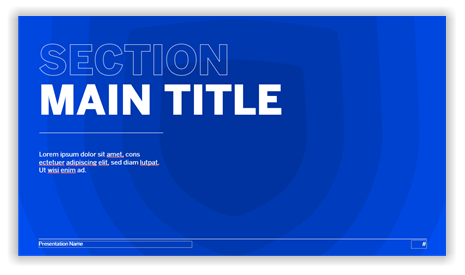 SECTION
MAIN TITLE
Lorem ipsum dolor sit amet, cons
ectetuer adipiscing elit, sed diam lutpat.
Ut wisi enim ad.
Presentation Name
#